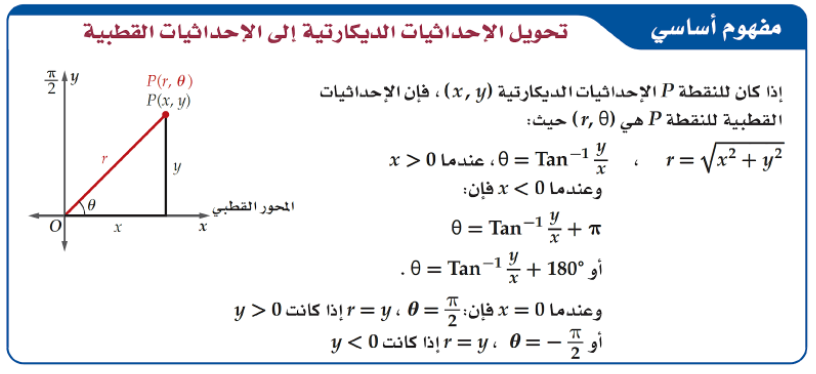 مفهوم أساسي
تحويل الإحداثيات الديكارتية إلى الإحداثيات القطبية
إذا كان للنقطة P الإحداثيات الديكارتية (x, y)، فإن الإحداثيات
القطبية للنقطة P هي (r, θ) حيث:
r = √(x² + y²) ، θ = Tan⁻¹ y/x، عندما x > 0
وعندما x < 0 فإن:
θ = Tan⁻¹ y/x + π
أو θ = Tan⁻¹ y/x + 180° .
وعندما x = 0 فإن: r = y ، θ = π/2 إذا كانت y > 0
أو r = y ، θ = − π/2 إذا كانت y < 0
π/2
y
P(r, θ)
P(x, y)
r
y
θ
المحور القطبي
O
x
x